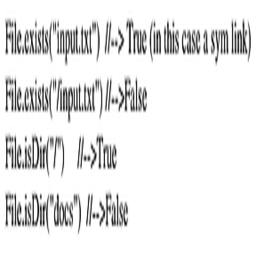 File.exists("input.txt") //--> True (in this case a sym link)
File.exists("/input.txt") //-->False
File.isDir("/") //-->True
File.isDir("docs") //-->False